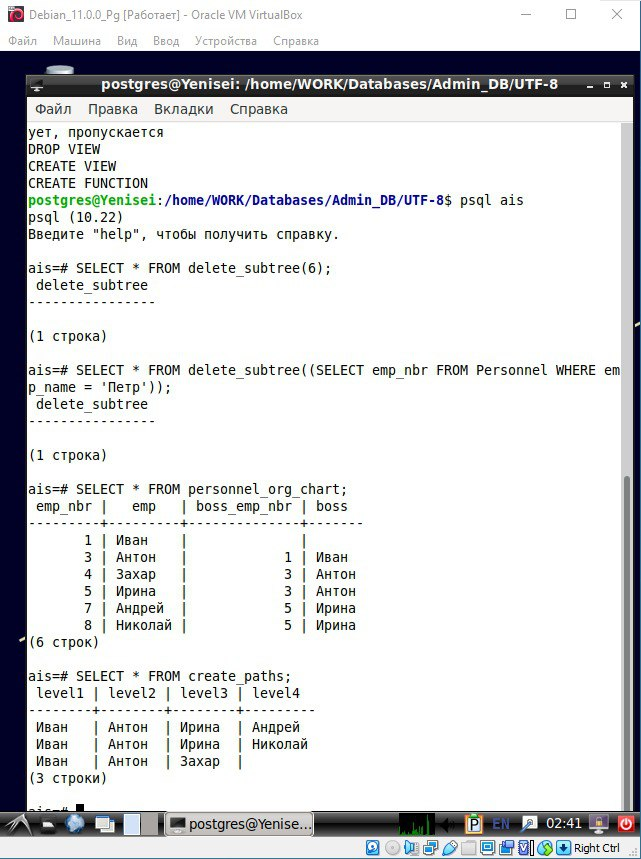 Debian_11.0.0_Pg [Работает] - Oracle VM VirtualBox
Файл Машина Вид Ввод Устройства Справка
postgres@Yenisei: /home/WORK/Databases/Admin_DB/UTF-8
Файл Правка Вкладки Справка
ует, пропускается
DROP VIEW
CREATE VIEW
CREATE FUNCTION
postgres@Yenisei:/home/WORK/Databases/Admin_DB/UTF-8$ psql ais
psql (10.22)
Введите "help", чтобы получить справку.
ais=# SELECT * FROM delete_subtree(6);
delete_subtree
----------------
(1 строка)
ais=# SELECT * FROM delete_subtree((SELECT emp_nbr FROM Personnel WHERE em
p_name = 'Петр'));
delete_subtree
----------------
(1 строка)
ais=# SELECT * FROM personnel_org_chart;
emp_nbr | emp | boss_emp_nbr | boss
---------+---------+--------------+-------
1 | Иван | |
3 | Антон | 1 | Иван
4 | Захар | 3 | Антон
5 | Ирина | 3 | Антон
7 | Андрей | 5 | Ирина
8 | Николай | 5 | Ирина
(6 строк)
ais=# SELECT * FROM create_paths;
level1 | level2 | level3 | level4
--------+--------+--------+---------
Иван | Антон | Ирина | Андрей
Иван | Антон | Ирина | Николай
Иван | Антон | Захар |
(3 строки)
ais=#
postgres@Yenise... P EN 02:41
Right Ctrl